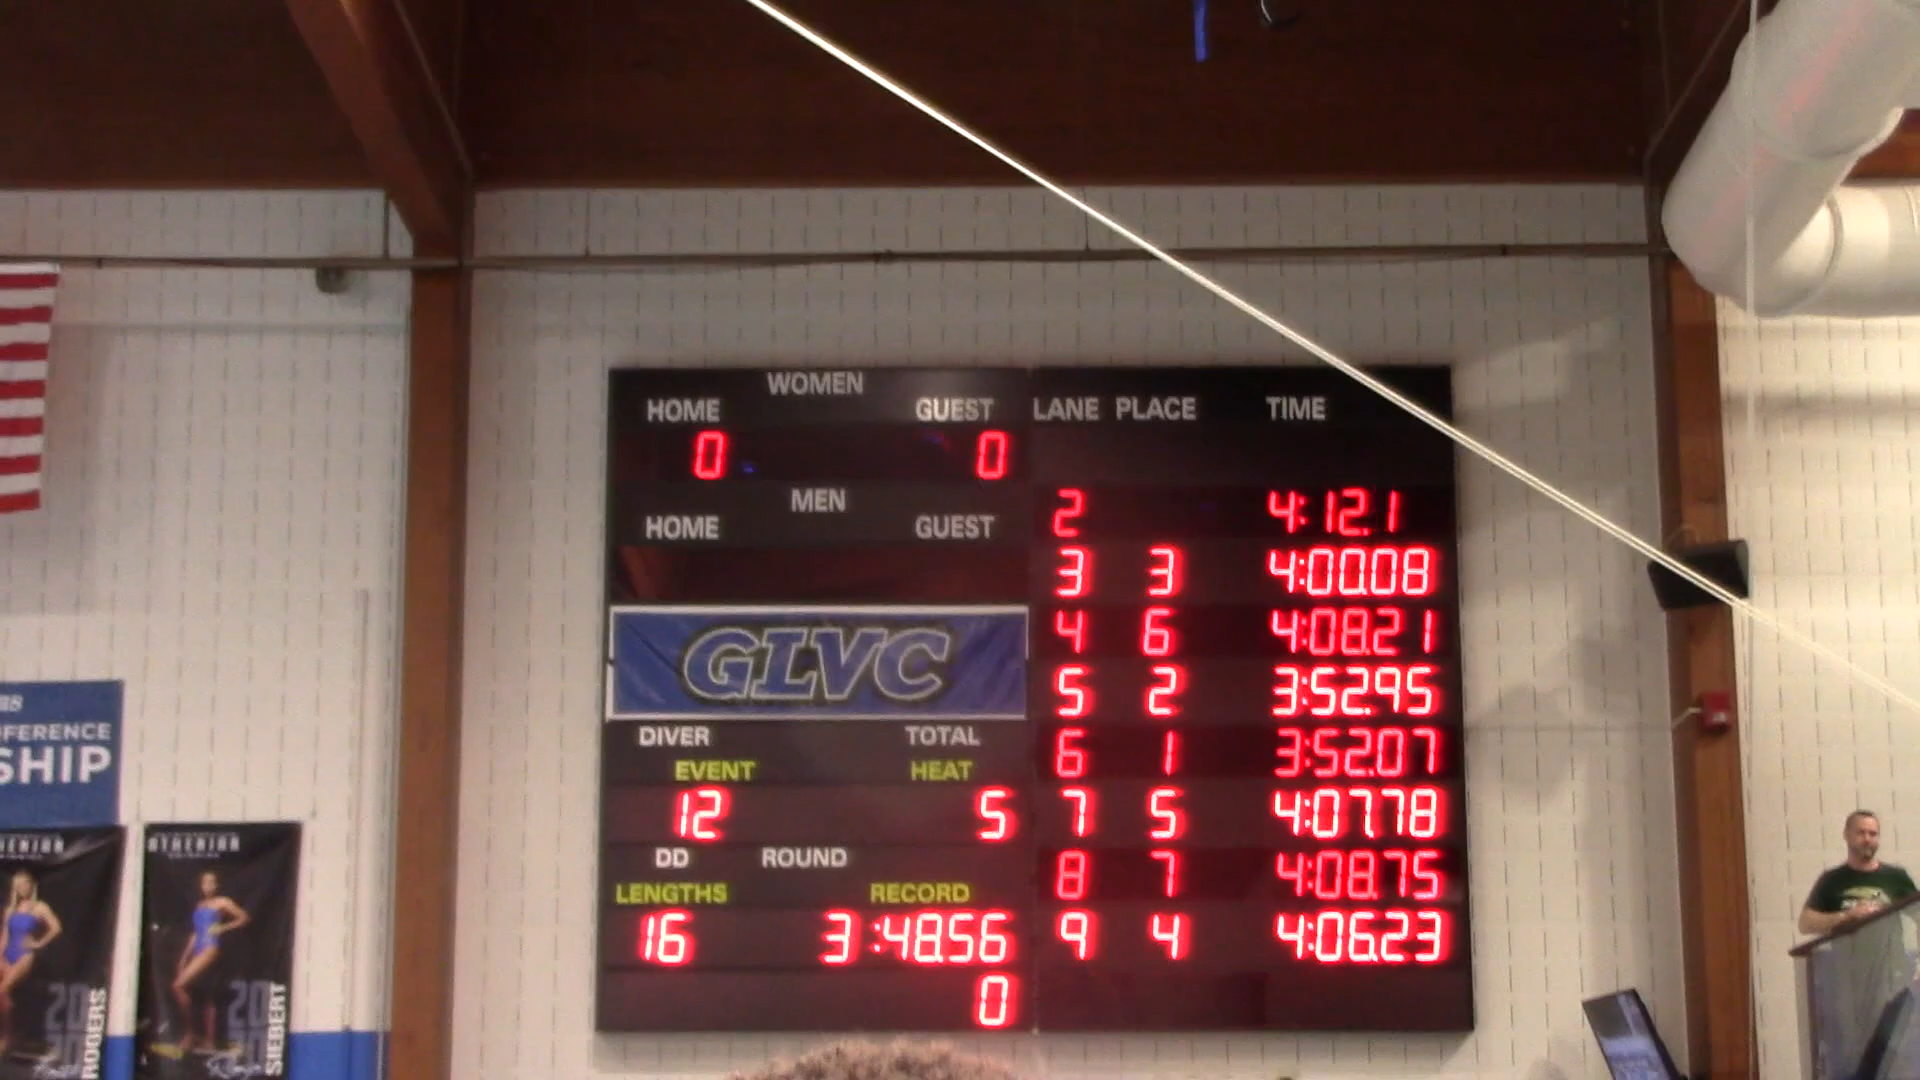 WOMEN
HOME GUEST LANE PLACE TIME
0 0
MEN
HOME GUEST
2 4:12.1
3 3 4:00.08
4 6 4:08.21
GLVC
5 2 3:52.95
DIVER TOTAL
6 1 3:52.07
EVENT HEAT
12 5
7 5 4:07.78
DD ROUND
8 7 4:08.75
LENGTHS RECORD
16 3:48.56
9 4 4:06.23
0
FERENCE
SHIP
20
ROGERS
20
SIEBERT